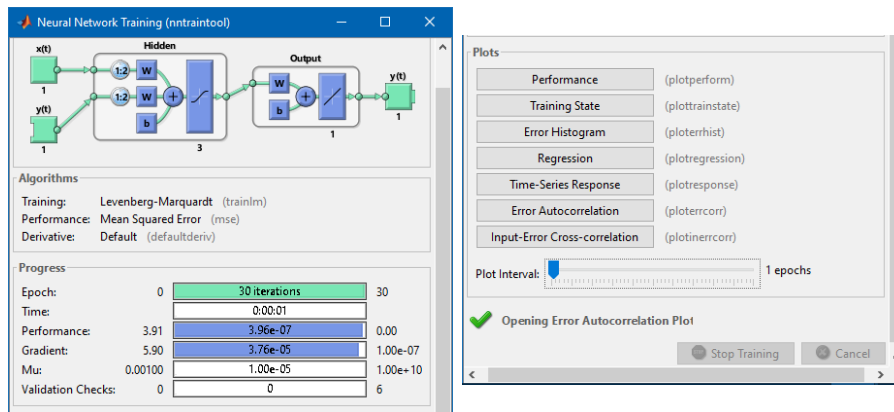 Neural Network Training (nntraintool)
x(t)
Hidden
1:2
W
1
y(t)
1:2
W
b
1
3
Output
W
b
1
y(t)
1
Algorithms
Training: Levenberg-Marquardt (trainlm)
Performance: Mean Squared Error (mse)
Derivative: Default (defaultderiv)
Progress
Epoch: 0 30 iterations 30
Time: 0:00:01
Performance: 3.91 3.96e-07 0.00
Gradient: 5.90 3.76e-05 1.00e-07
Mu: 0.00100 1.00e-05 1.00e+10
Validation Checks: 0 0 6
Plots
Performance (plotperform)
Training State (plottrainstate)
Error Histogram (ploterrhist)
Regression (plotregression)
Time-Series Response (plotresponse)
Error Autocorrelation (ploterrcorr)
Input-Error Cross-correlation (plotinerrcorr)
Plot Interval: 1 epochs
Opening Error Autocorrelation Plot
Stop Training Cancel